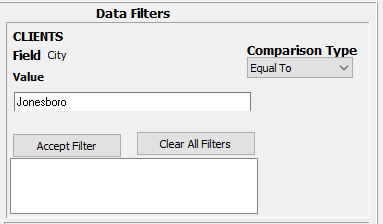 Data Filters
CLIENTS
Field City
Comparison Type
Equal To
Value
Jonesboro
Accept Filter
Clear All Filters